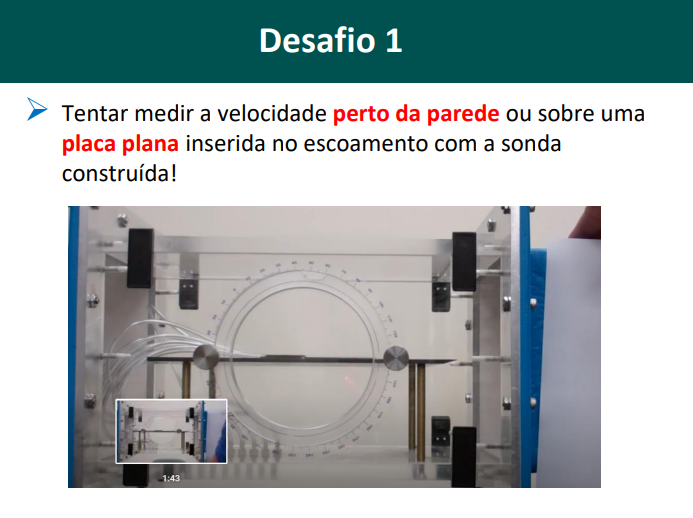 Desafio 1
Tentar medir a velocidade perto da parede ou sobre uma
placa plana inserida no escoamento com a sonda
construída!
1:43